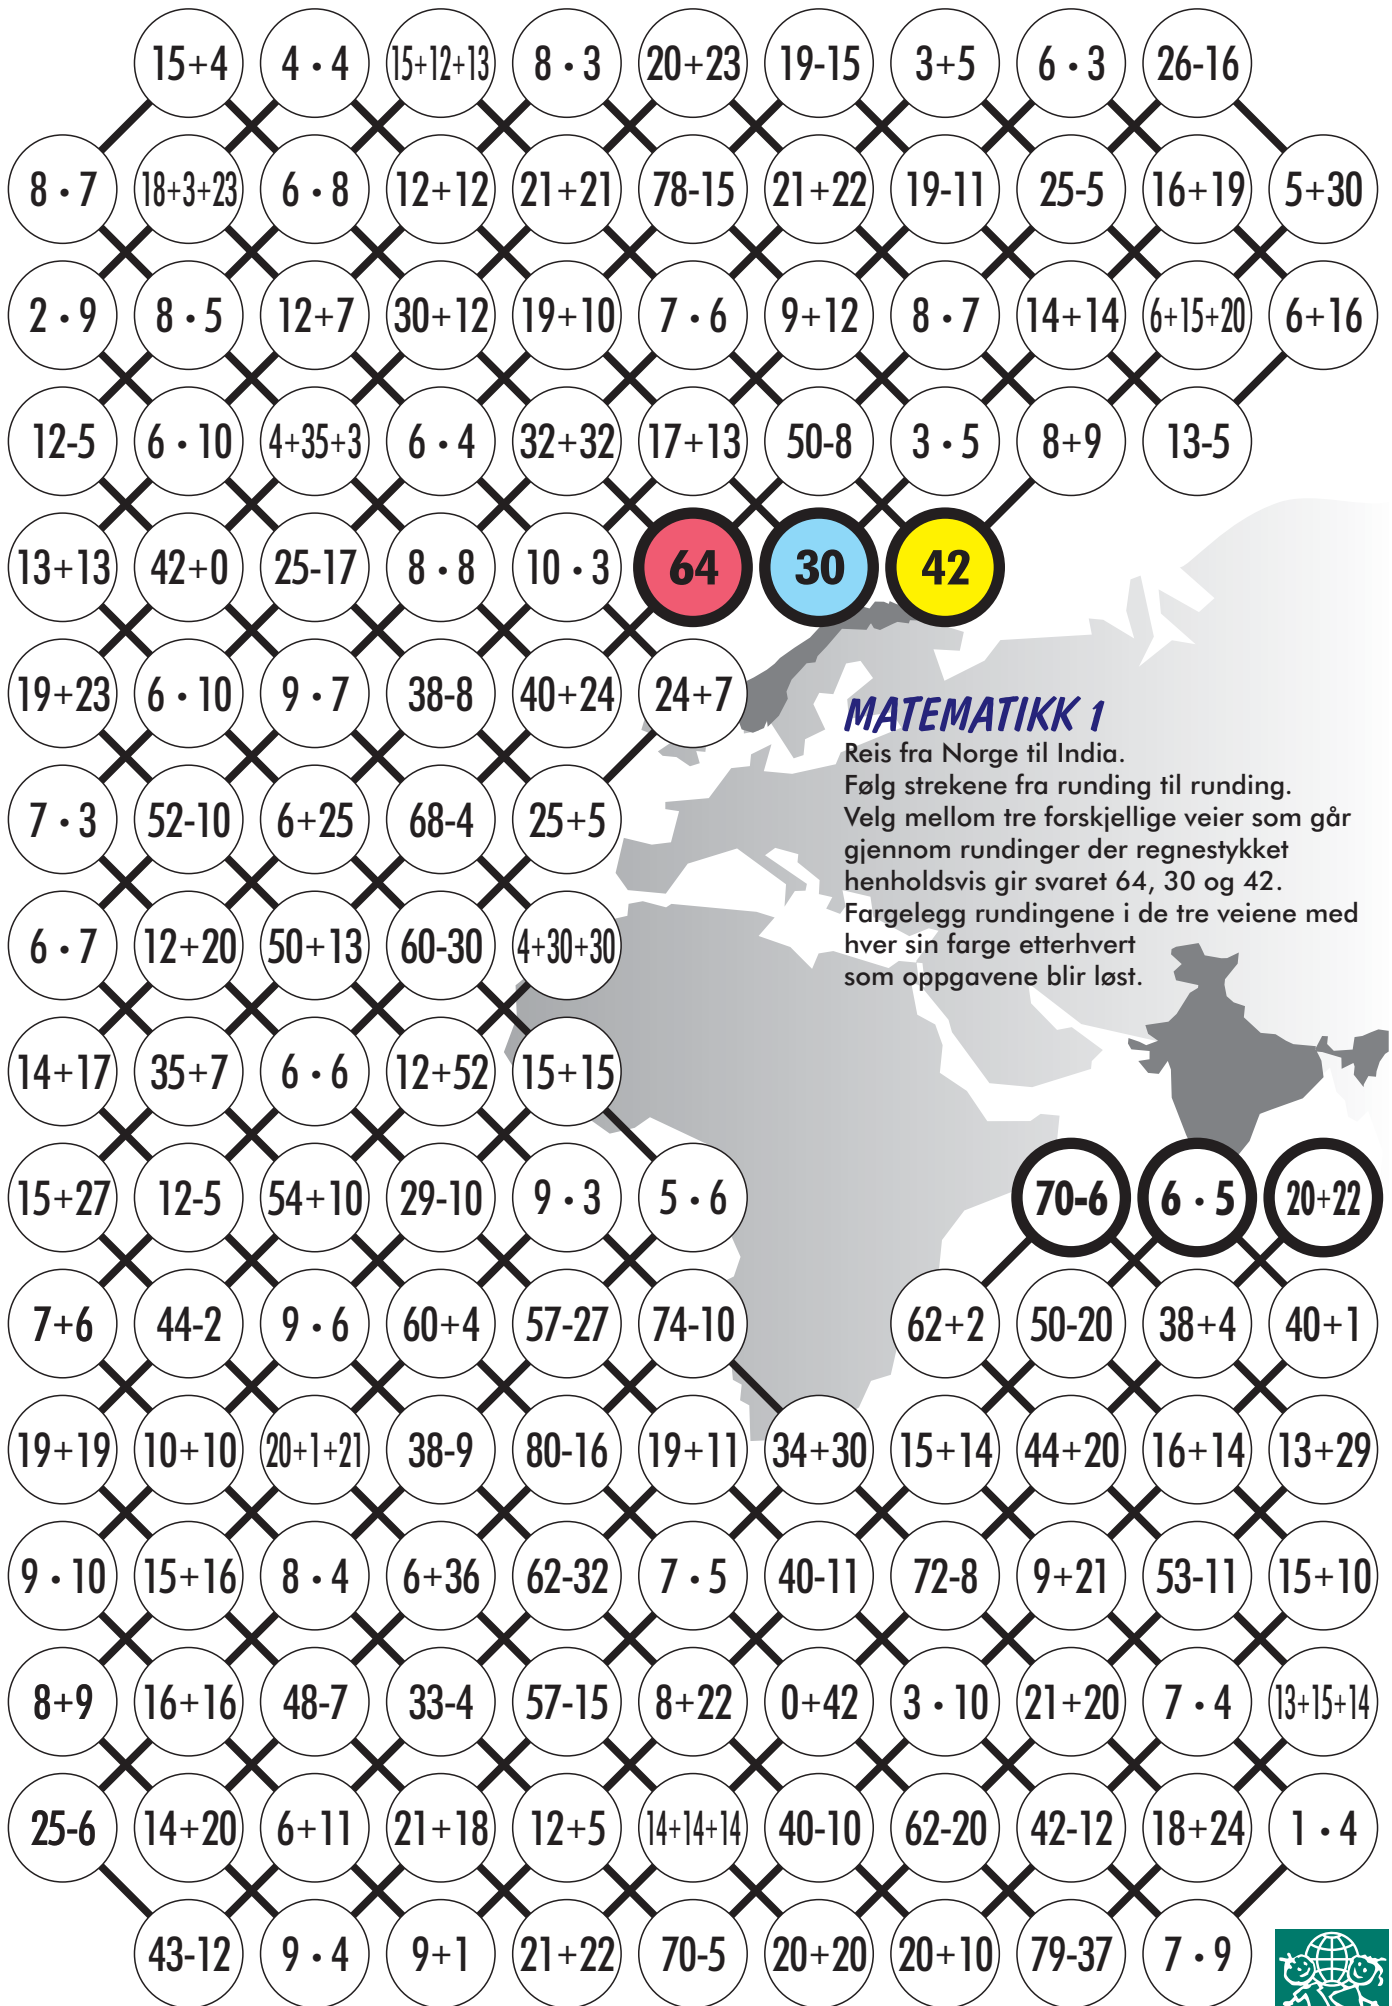 15+4 4 • 4 15+12+13 8 • 3 20+23 19-15 3+5 6 • 3 26-16
8 • 7 18+3+23 6 • 8 12+12 21+21 78-15 21+22 19-11 25-5 16+19 5+30
2 • 9 8 • 5 12+7 30+12 19+10 7 • 6 9+12 8 • 7 14+14 6+15+20 6+16
12-5 6 • 10 4+35+3 6 • 4 32+32 17+13 50-8 3 • 5 8+9 13-5
13+13 42+0 25-17 8 • 8 10 • 3 64 30 42
19+23 6 • 10 9 • 7 38-8 40+24 24+7
7 • 3 52-10 6+25 68-4 25+5
6 • 7 12+20 50+13 60-30 4+30+30
14+17 35+7 6 • 6 12+52 15+15
MATEMATIKK 1
Reis fra Norge til India.
Følg strekene fra runding til runding.
Velg mellom tre forskjellige veier som går
gjennom rundinger der regnestykket
henholdsvis gir svaret 64, 30 og 42.
Fargelegg rundingene i de tre veiene med
hver sin farge etterhvert
som oppgavene blir løst.
15+27 12-5 54+10 29-10 9 • 3 5 • 6 70-6 6 • 5 20+22
7+6 44-2 9 • 6 60+4 57-27 74-10 62+2 50-20 38+4 40+1
19+19 10+10 20+1+21 38-9 80-16 19+11 34+30 15+14 44+20 16+14 13+29
9 • 10 15+16 8 • 4 6+36 62-32 7 • 5 40-11 72-8 9+21 53-11 15+10
8+9 16+16 48-7 33-4 57-15 8+22 0+42 3 • 10 21+20 7 • 4 13+15+14
25-6 14+20 6+11 21+18 12+5 14+14+14 40-10 62-20 42-12 18+24 1 • 4
43-12 9 • 4 9+1 21+22 70-5 20+20 20+10 79-37 7 • 9